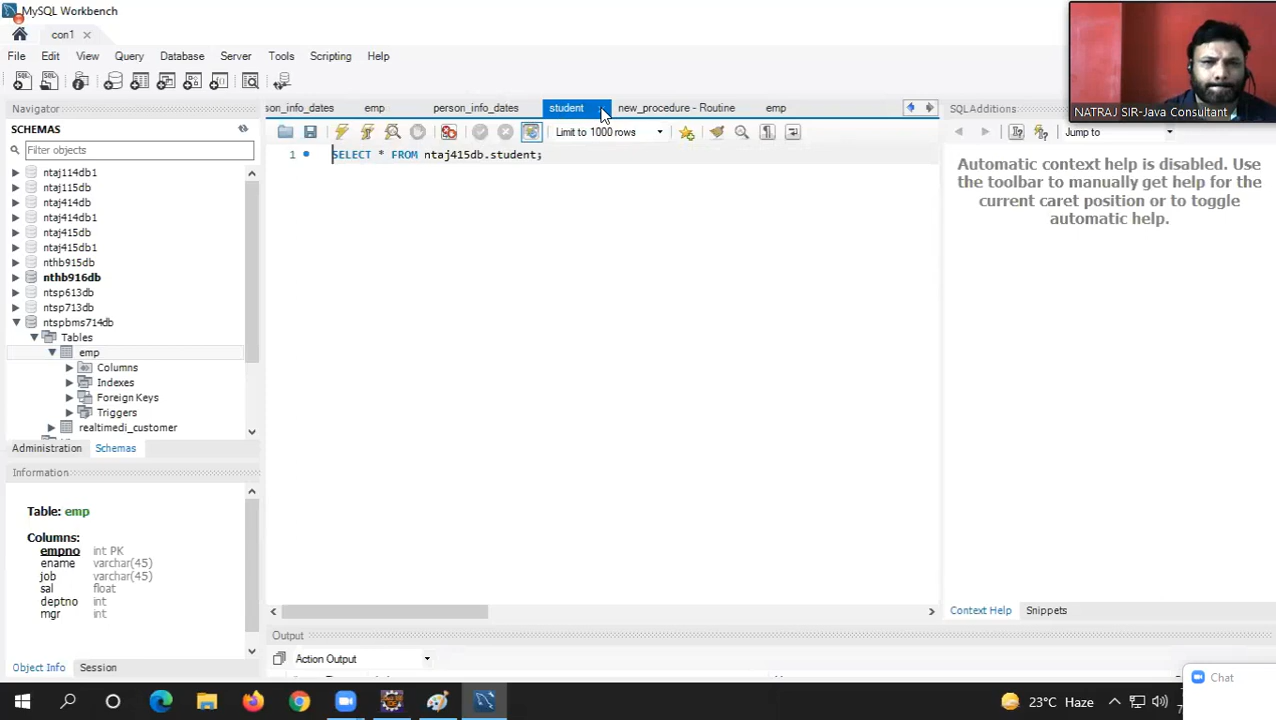 MySQL Workbench
con1
File Edit View Query Database Server Tools Scripting Help
Navigator
SCHEMAS
Filter objects
ntaj114db1
ntaj115db
ntaj414db
ntaj414db1
ntaj415db
ntaj415db1
nthb915db
nthb916db
ntsp613db
ntsp713db
ntspbms714db
Tables
emp
Columns
Indexes
Foreign Keys
Triggers
realtimedi_customer
Administration Schemas
Information
Table: emp
Columns:
empno int PK
ename varchar(45)
job varchar(45)
sal float
deptno int
mgr int
Object Info Session
son_info_dates emp person_info_dates student new_procedure - Routine emp
Limit to 1000 rows
1 SELECT * FROM ntaj415db.student;
Output
Action Output
SQLAdditions
Jump to
Automatic context help is disabled. Use
the toolbar to manually get help for the
current caret position or to toggle
automatic help.
Context Help Snippets
NATRAJ SIR-Java Consultant
Chat
23°C Haze